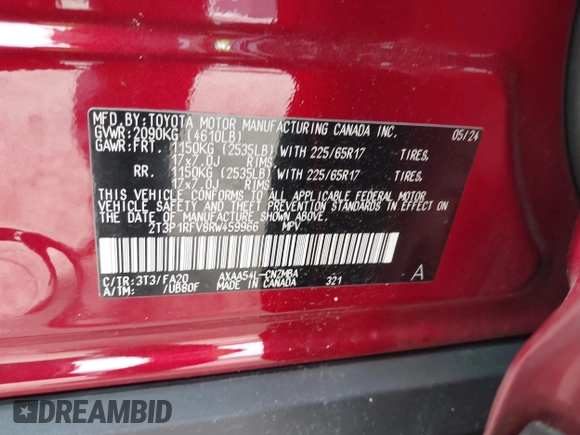 MFD. BY: TOYOTA MOTOR MANUFACTURING CANADA INC.
GVWR: 2090KG (4610LB) 05/24
GAWR: FRT. 1150KG (2535LB) WITH 225/65R17 TIRES,
17x7.0J RIMS
RR. 1150KG (2535LB) WITH 225/65R17 TIRES,
17x7.0J RIMS
THIS VEHICLE CONFORMS TO ALL APPLICABLE FEDERAL MOTOR
VEHICLE SAFETY AND THEFT PREVENTION STANDARDS IN
EFFECT ON THE DATE OF MANUFACTURE SHOWN ABOVE.
2T3P1RFV8RW459966 MPV
C/TR: 3T3/FA20 AXAA54L-CNZMBA A
A/TM: /UB80F MADE IN CANADA 321
DREAMBID